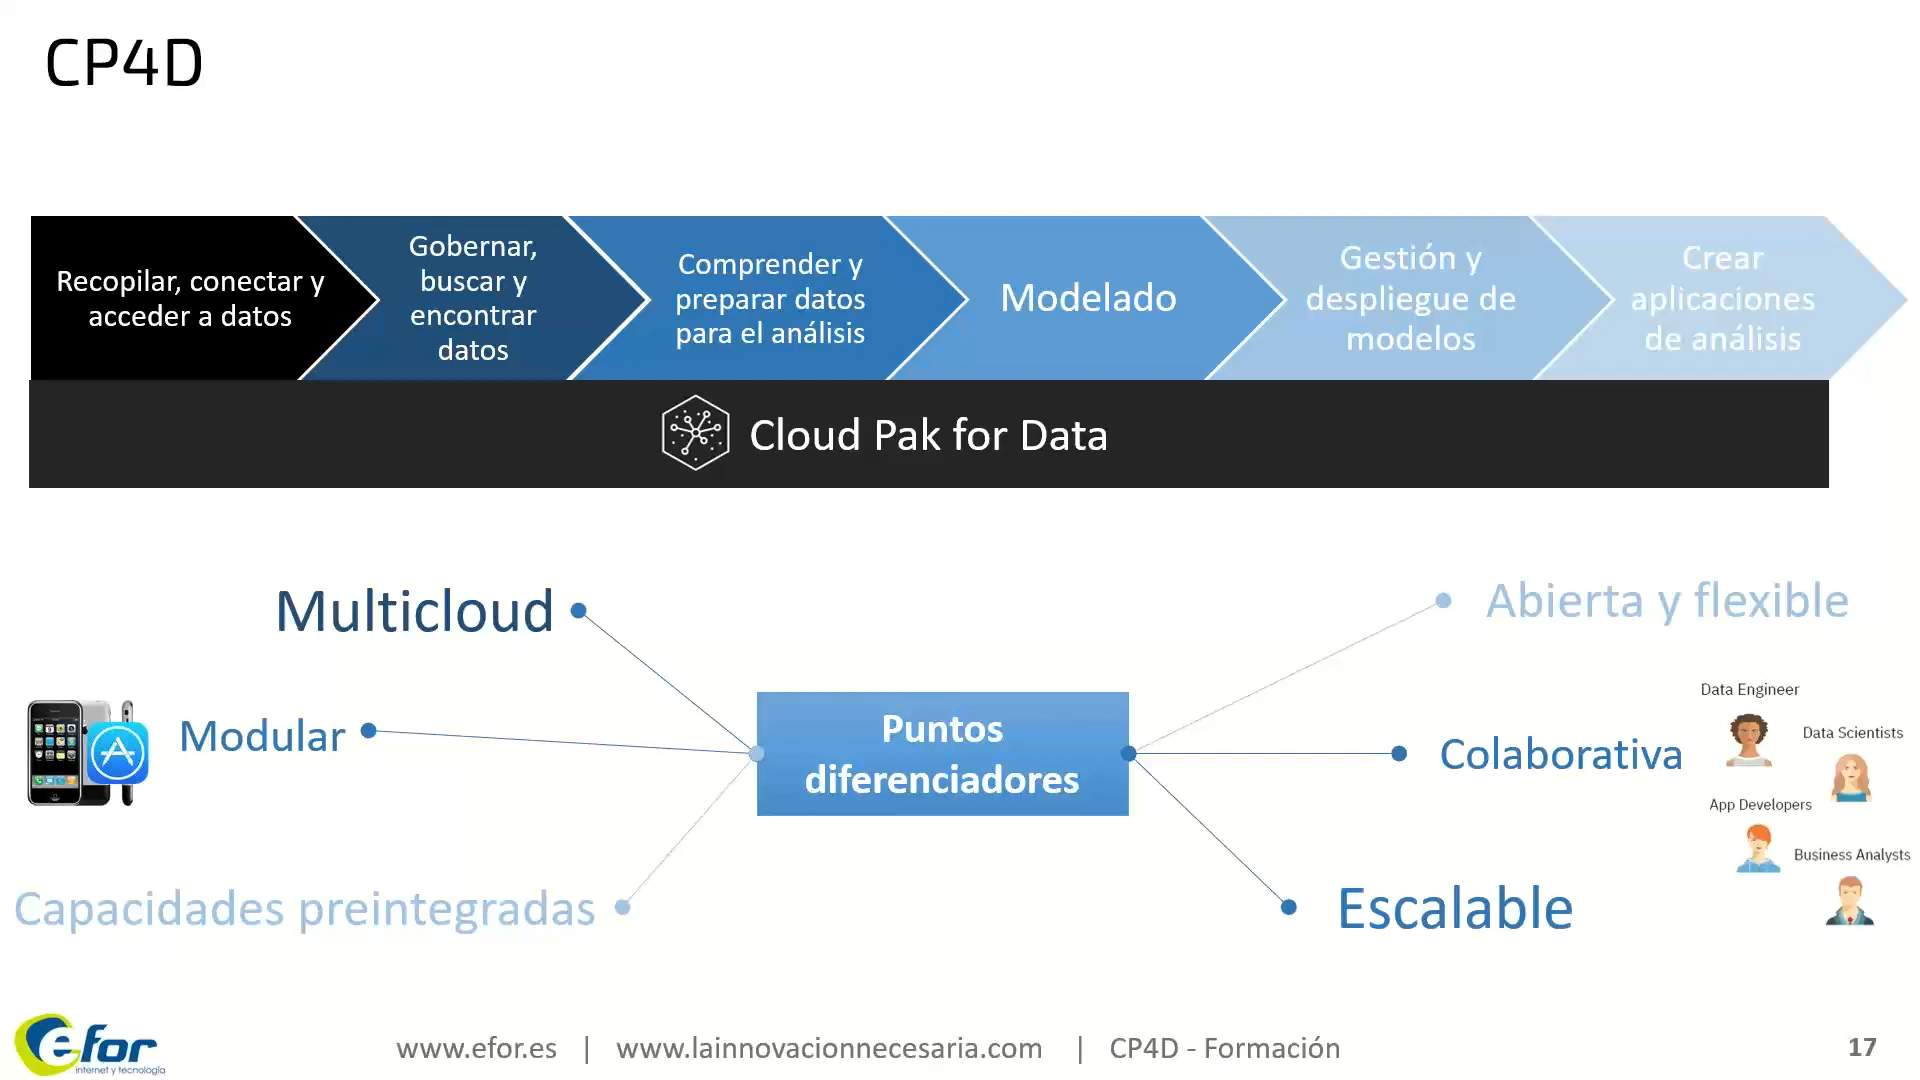 CP4D
Recopilar, conectar y
acceder a datos
Gobernar,
buscar y
encontrar
datos
Comprender y
preparar datos
para el análisis
Modelado
Gestión y
despliegue de
modelos
Crear
aplicaciones
de análisis
Cloud Pak for Data
Multicloud
Modular
Capacidades preintegradas
Puntos
diferenciadores
Abierta y flexible
Colaborativa
Escalable
Data Engineer
Data Scientists
App Developers
Business Analysts
efor
internet y tecnología
www.efor.es | www.lainnovacionnecesaria.com | CP4D - Formación
17